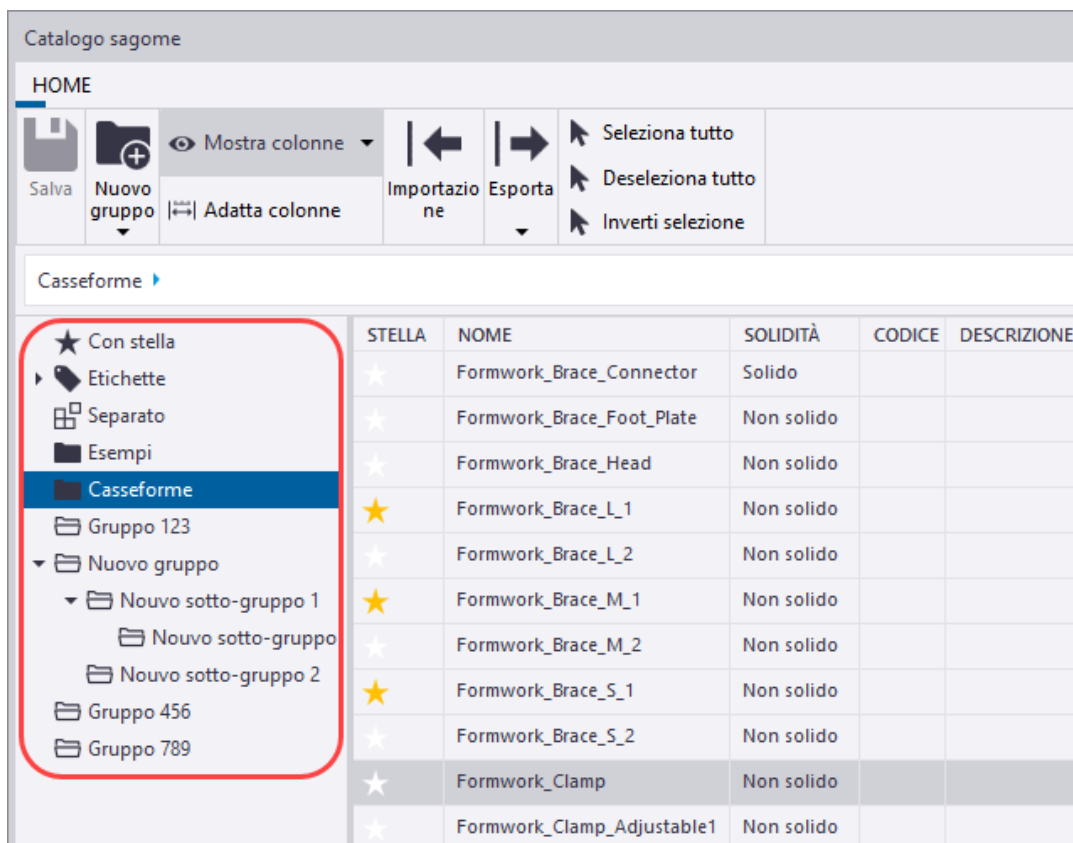 Catalogo sagome
HOME
Salva
Nuovo
gruppo
Mostra colonne
Adatta colonne
Importazio
ne
Esporta
Seleziona tutto
Deseleziona tutto
Inverti selezione
Casseforme
Con stella
Etichette
Separato
Esempi
Casseforme
Gruppo 123
Nuovo gruppo
Nouvo sotto-gruppo 1
Nouvo sotto-gruppo
Nouvo sotto-gruppo 2
Gruppo 456
Gruppo 789
STELLA NOME SOLIDITÀ CODICE DESCRIZIONE
Formwork_Brace_Connector Solido
Formwork_Brace_Foot_Plate Non solido
Formwork_Brace_Head Non solido
Formwork_Brace_L_1 Non solido
Formwork_Brace_L_2 Non solido
Formwork_Brace_M_1 Non solido
Formwork_Brace_M_2 Non solido
Formwork_Brace_S_1 Non solido
Formwork_Brace_S_2 Non solido
Formwork_Clamp Non solido
Formwork_Clamp_Adjustable1 Non solido